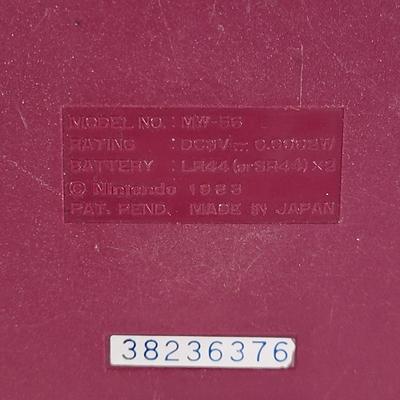 MODEL NO. : MW-56
RATING : DC3V⎓ 0.0002W
BATTERY : LR44 (or SR44) X2
© Nintendo 1983
PAT. PEND. MADE IN JAPAN
38236376